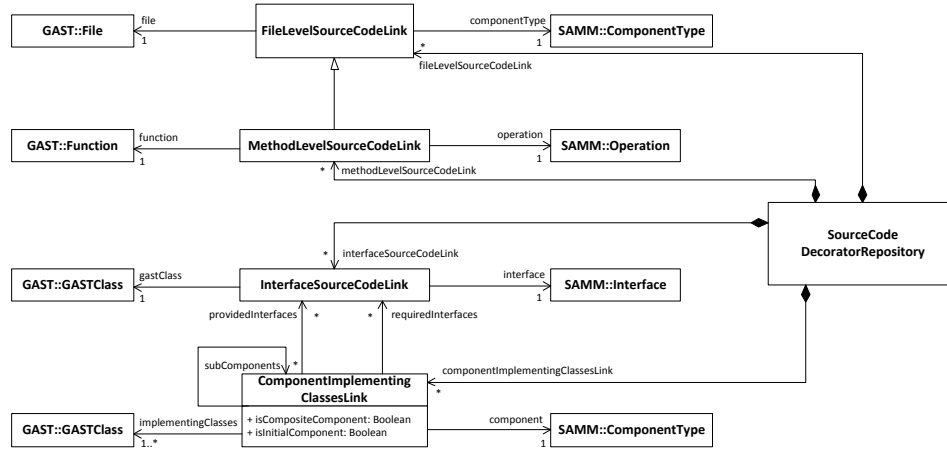 file
componentType
GAST::File
FileLevelSourceCodeLink
SAMM::ComponentType
1
1
*
fileLevelSourceCodeLink
function
operation
GAST::Function
MethodLevelSourceCodeLink
SAMM::Operation
1
1
*
methodLevelSourceCodeLink
SourceCode
DecoratorRepository
*
interfaceSourceCodeLink
gastClass
interface
GAST::GASTClass
InterfaceSourceCodeLink
SAMM::Interface
1
1
providedInterfaces
*
*
requiredInterfaces
subComponents
*
componentImplementingClassesLink
*
ComponentImplementing
ClassesLink
+ isCompositeComponent: Boolean
+ isInitialComponent: Boolean
implementingClasses
component
GAST::GASTClass
SAMM::ComponentType
1..*
1